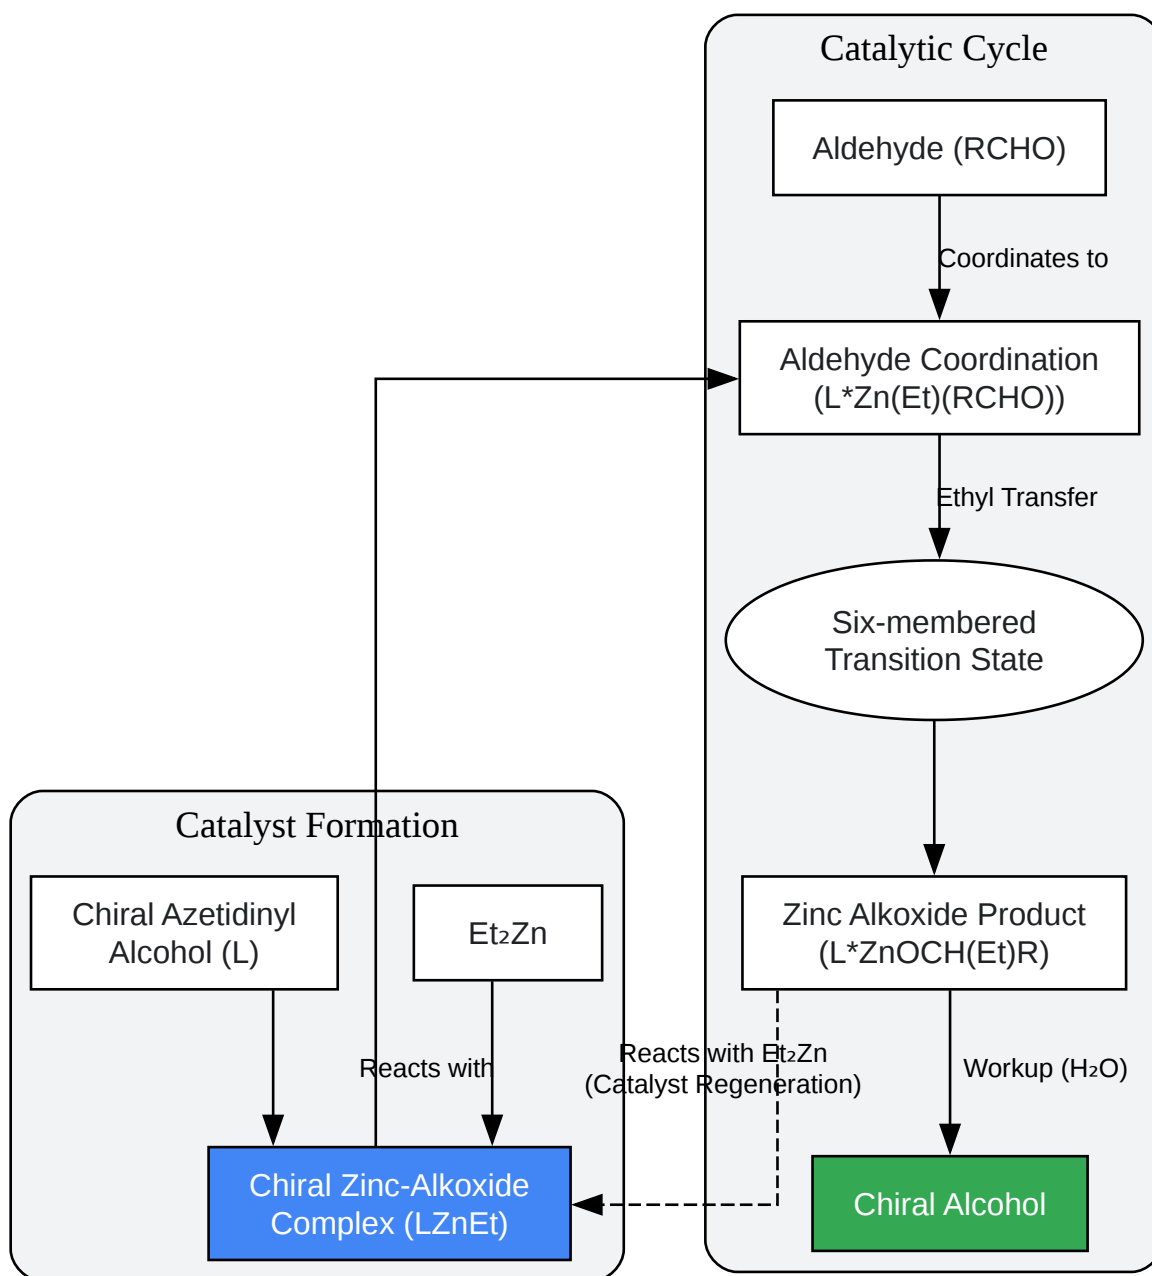 Catalytic Cycle
Aldehyde (RCHO)
Coordinates to
Aldehyde Coordination
(L*Zn(Et)(RCHO))
Ethyl Transfer
Six-membered
Transition State
Catalyst Formation
Chiral Azetidinyl
Alcohol (L)
Et₂Zn
Zinc Alkoxide Product
(L*ZnOCH(Et)R)
Reacts with
Reacts with Et₂Zn
(Catalyst Regeneration)
Workup (H₂O)
Chiral Zinc-Alkoxide
Complex (LZnEt)
Chiral Alcohol